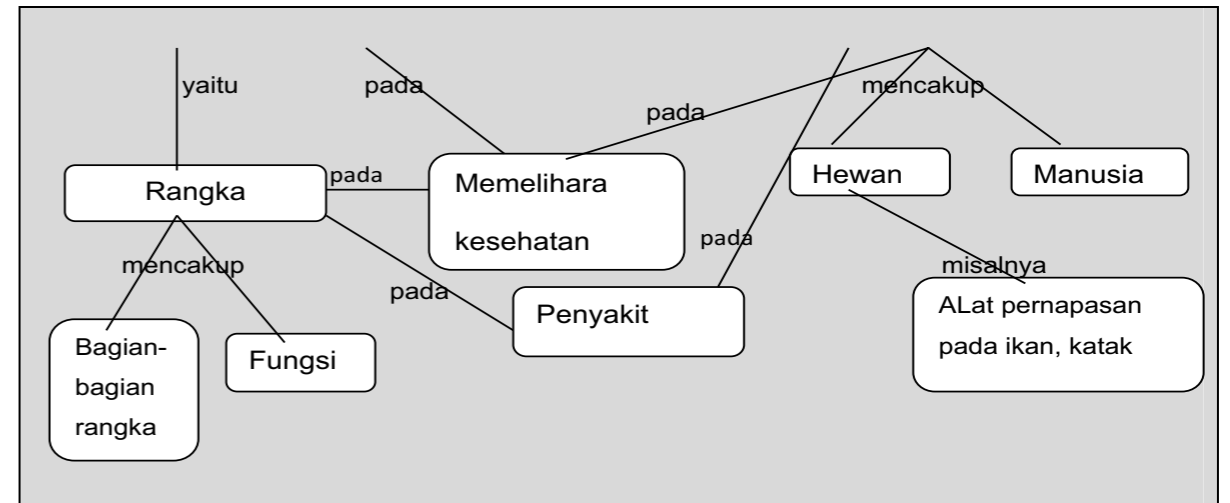 yaitu
pada
mencakup
pada
Rangka
pada
Memelihara
kesehatan
Hewan
Manusia
pada
mencakup
pada
misalnya
Penyakit
ALat pernapasan
pada ikan, katak
Bagian-
bagian
rangka
Fungsi